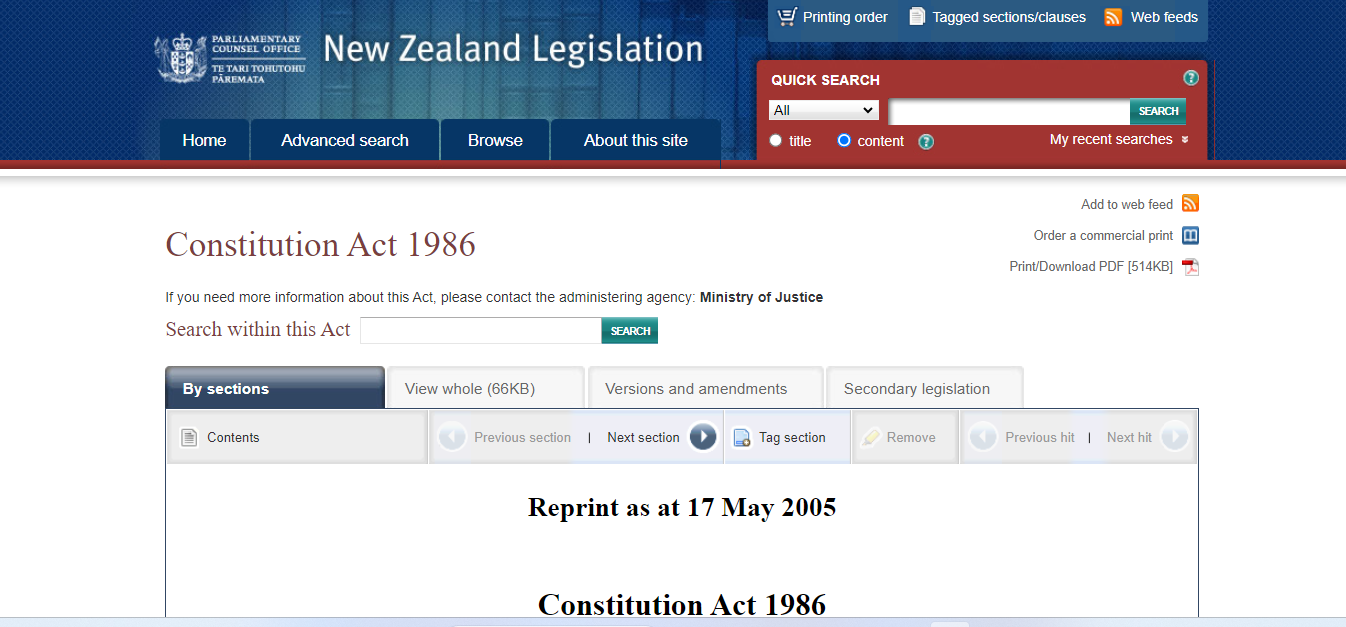 Printing order
Tagged sections/clauses
Web feeds
PARLIAMENTARY
COUNSEL OFFICE
TE TARI TOHUTOHU
PĀREMATA
New Zealand Legislation
QUICK SEARCH
?
All
SEARCH
title
content
?
My recent searches
Home
Advanced search
Browse
About this site
Add to web feed
Order a commercial print
Print/Download PDF [514KB]
Constitution Act 1986
If you need more information about this Act, please contact the administering agency: Ministry of Justice
Search within this Act
SEARCH
By sections
View whole (66KB)
Versions and amendments
Secondary legislation
Contents
Previous section | Next section
Tag section
Remove
Previous hit | Next hit
Reprint as at 17 May 2005
Constitution Act 1986